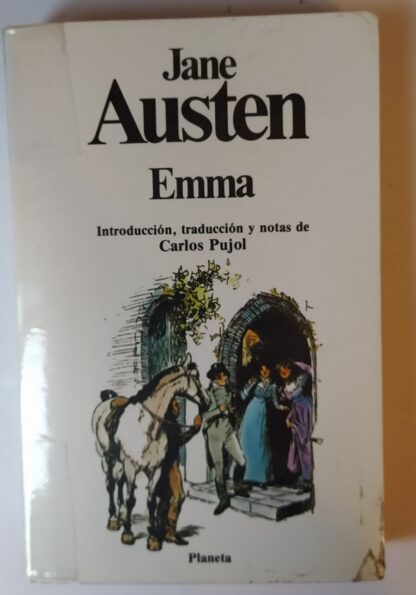 Jane
Austen
Emma
Introducción, traducción y notas de
Carlos Pujol
Planeta